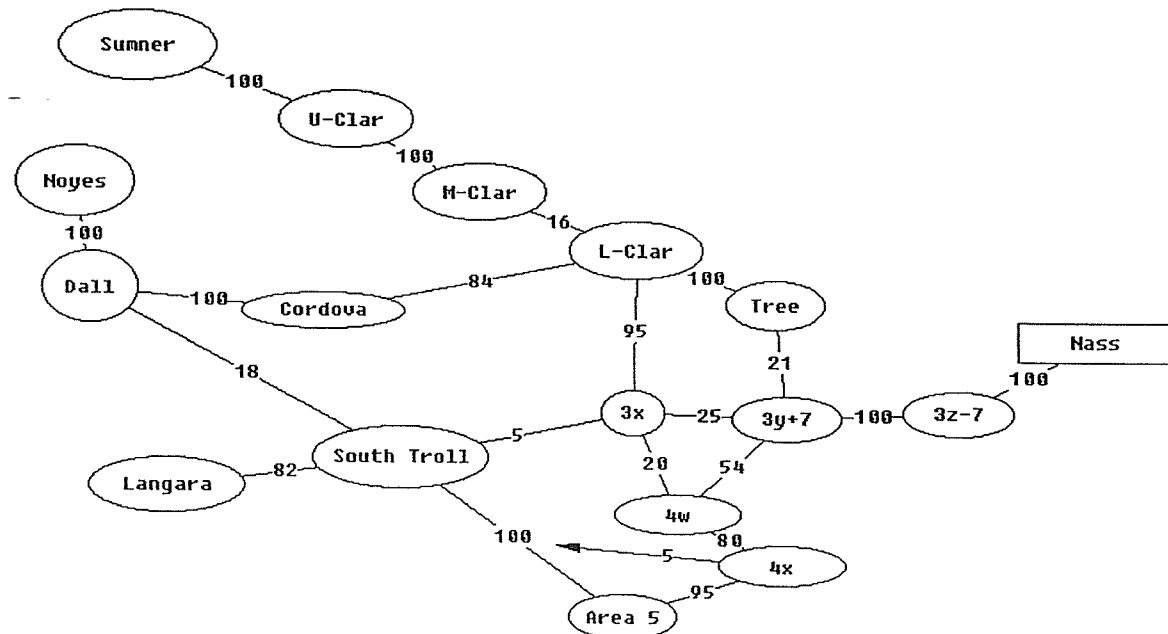 Sumner
100
U-Clar
100
M-Clar
Noyes
16
100
L-Clar
Dall
100
Cordova
84
100
Tree
95
Nass
18
21
100
3x
25
3y+7
100
3z-7
5
South Troll
20
54
Langara
82
4w
100
80
5
4x
95
Area 5